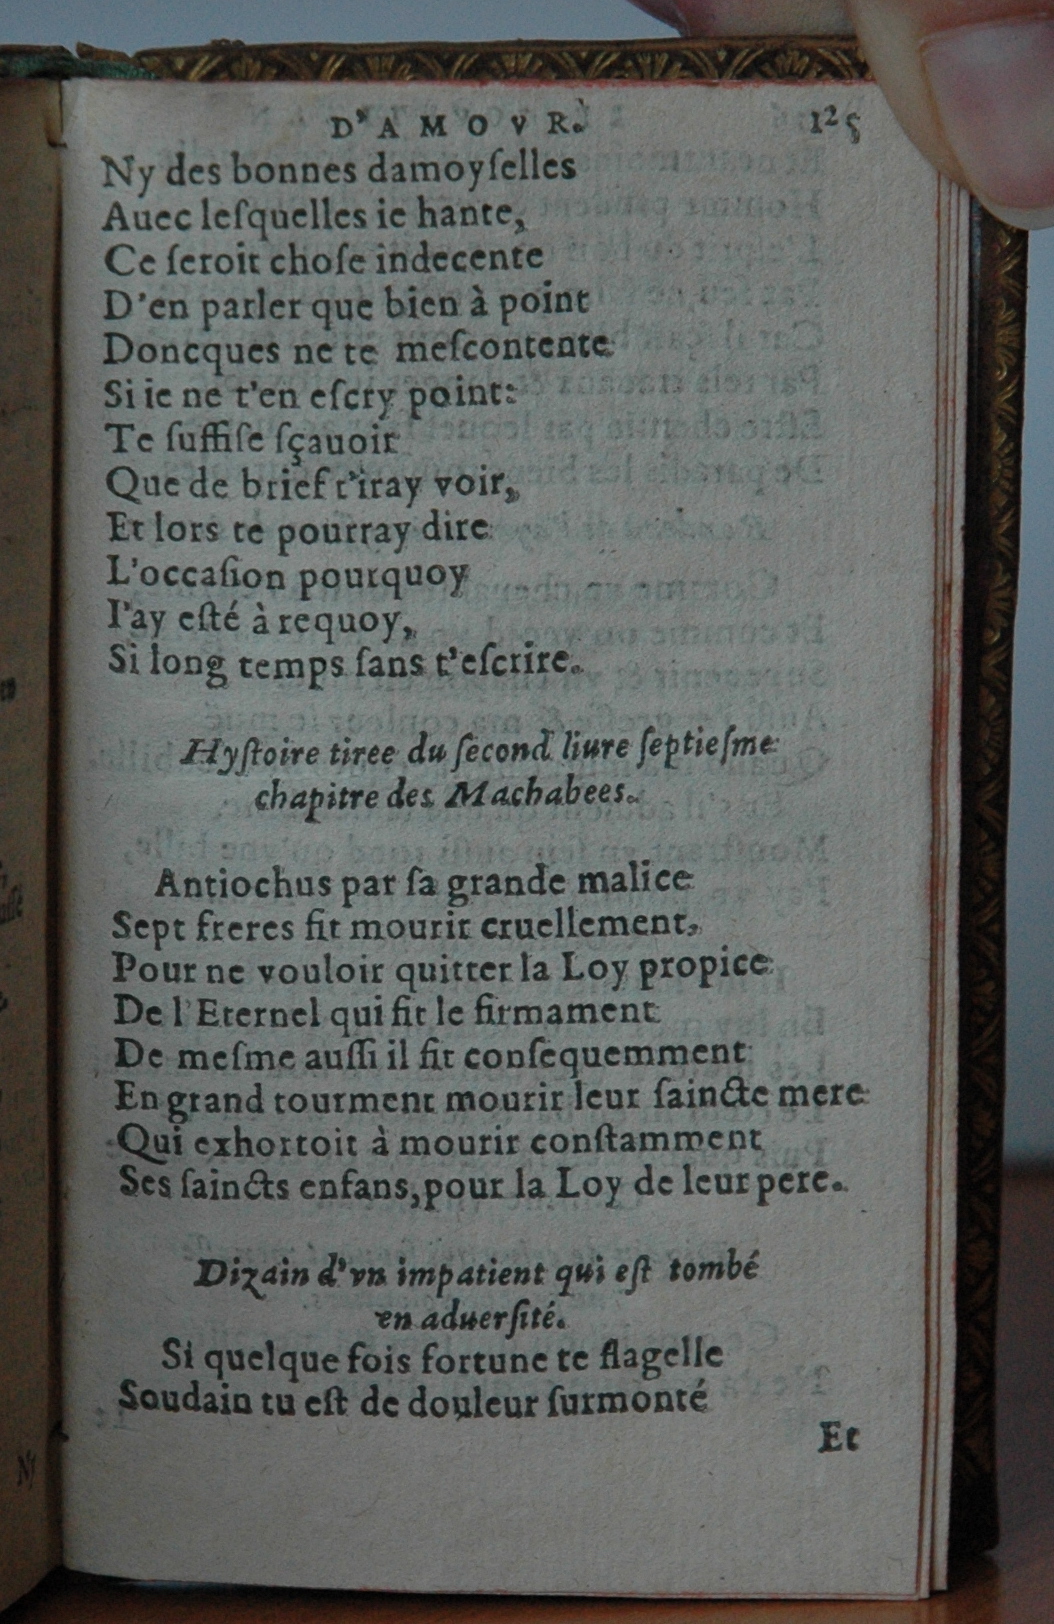 D'AMOVR. 125
Ny des bonnes damoyſelles
Auec leſquelles ie hante,
Ce ſeroit choſe indecente
D'en parler que bien à point
Doncques ne te meſcontente
Si ie ne t'en eſcry point:
Te ſuffiſe ſçauoir
Que de brief t'iray voir,
Et lors te pourray dire
L'occaſion pourquoy
I'ay eſté à requoy,
Si long temps ſans t'eſcrire.
Hyſtoire tiree du ſecond liure ſeptieſme
chapitre des Machabees.
Antiochus par ſa grande malice
Sept freres fit mourir cruellement,
Pour ne vouloir quitter la Loy propice
De l'Eternel qui fit le firmament
De meſme auſſi il fit conſequemment
En grand tourment mourir leur ſaincte mere
Qui exhortoit à mourir conſtamment
Ses ſaincts enfans, pour la Loy de leur pere.
Dizain d'vn impatient qui eſt tombé
en aduerſité.
Si quelque fois fortune te flagelle
Soudain tu eſt de douleur ſurmonté
Et